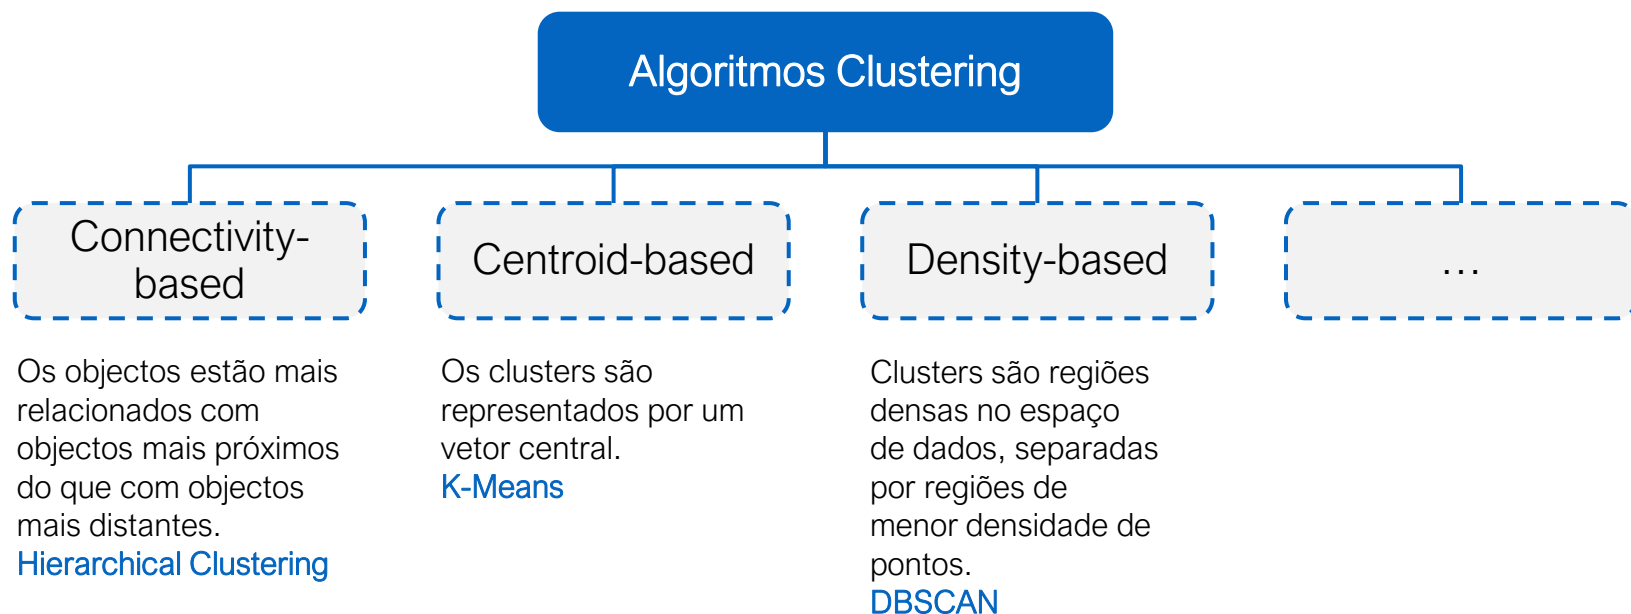 Algoritmos Clustering
Connectivity-
based
Os objectos estão mais
relacionados com
objectos mais próximos
do que com objectos
mais distantes.
Hierarchical Clustering
Centroid-based
Os clusters são
representados por um
vetor central.
K-Means
Density-based
Clusters são regiões
densas no espaço
de dados, separadas
por regiões de
menor densidade de
pontos.
DBSCAN
...